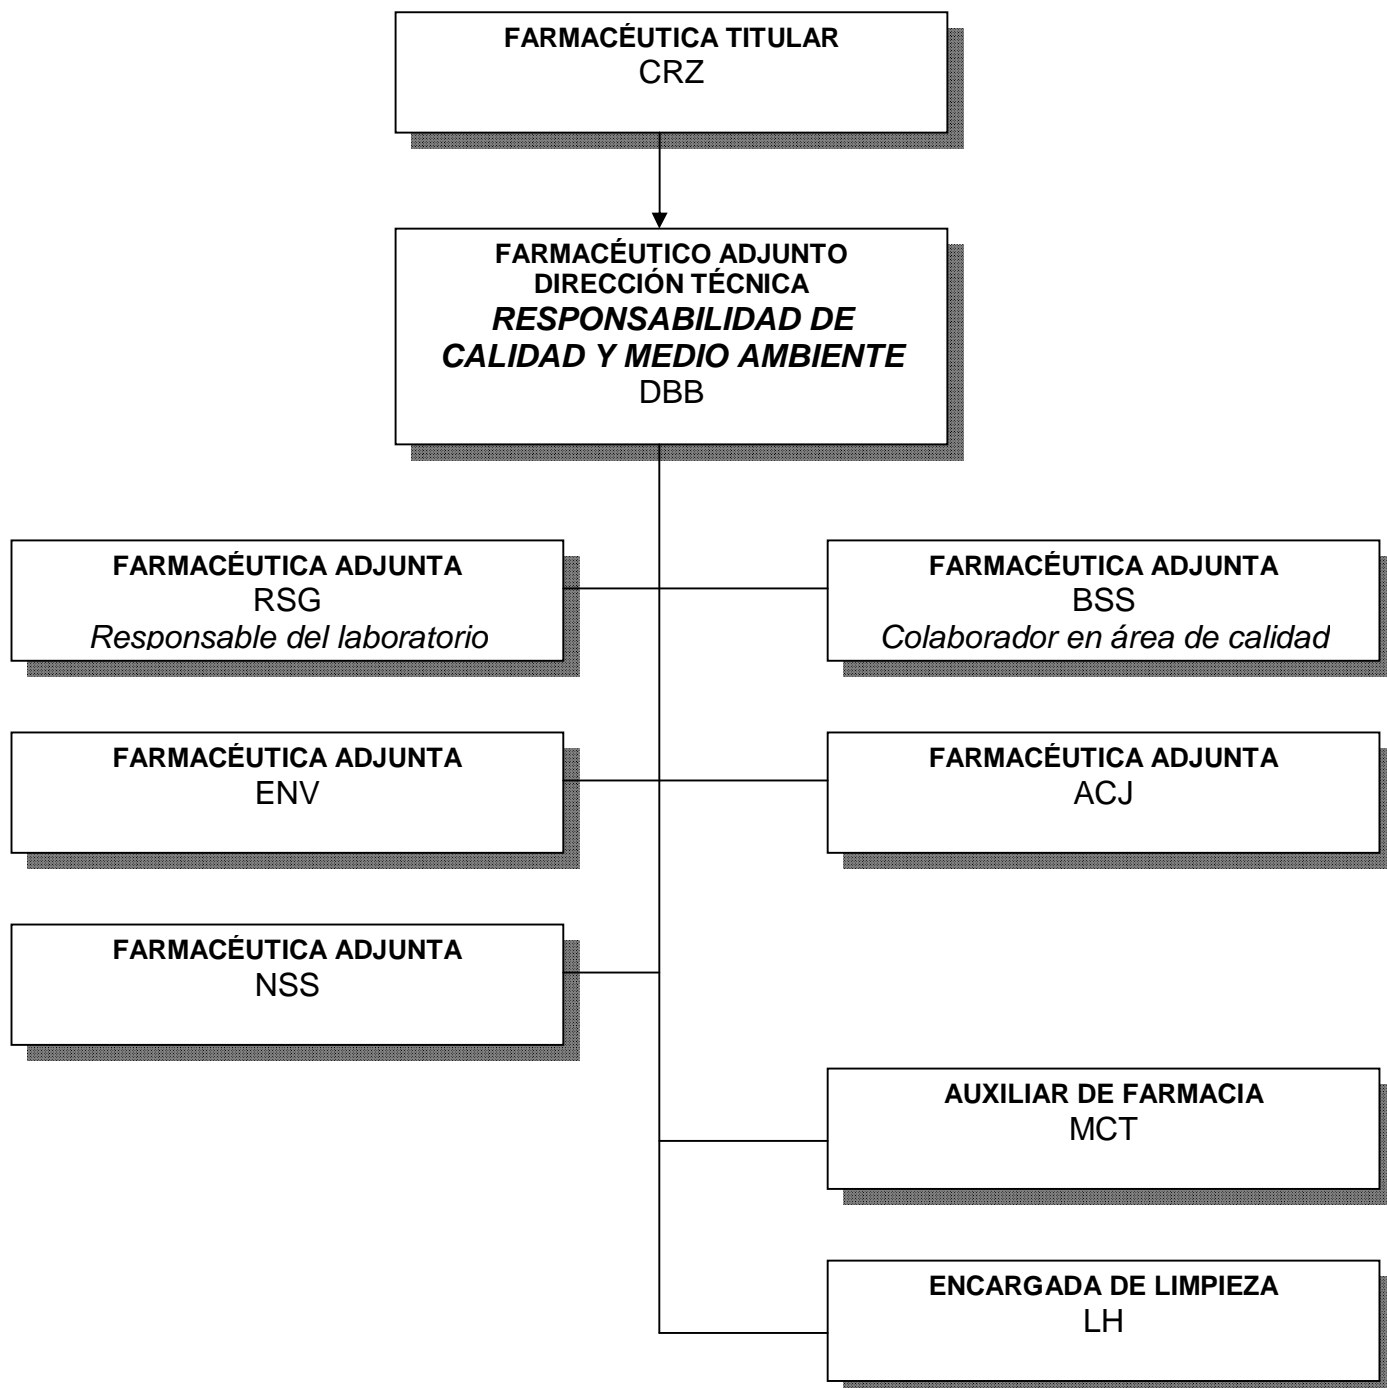 FARMACÉUTICA TITULAR
CRZ
FARMACÉUTICO ADJUNTO
DIRECCIÓN TÉCNICA
RESPONSABILIDAD DE
CALIDAD Y MEDIO AMBIENTE
DBB
FARMACÉUTICA ADJUNTA
RSG
Responsable del laboratorio
FARMACÉUTICA ADJUNTA
BSS
Colaborador en área de calidad
FARMACÉUTICA ADJUNTA
ENV
FARMACÉUTICA ADJUNTA
ACJ
FARMACÉUTICA ADJUNTA
NSS
AUXILIAR DE FARMACIA
MCT
ENCARGADA DE LIMPIEZA
LH